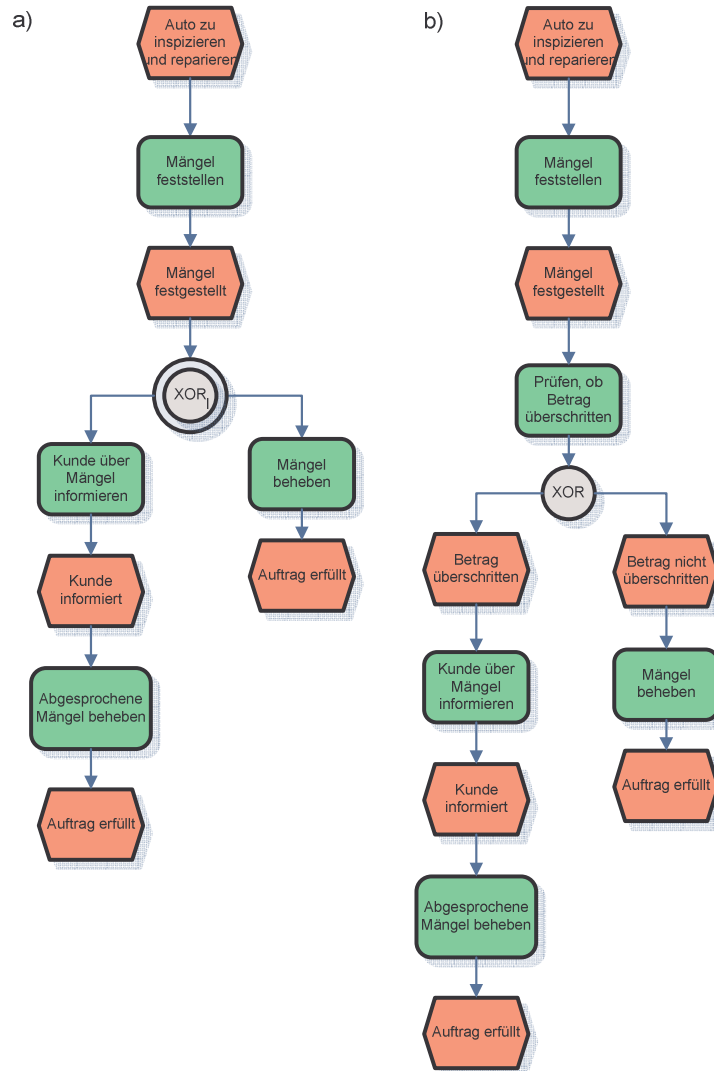 a)
Auto zu
inspizieren
und reparieren
Mängel
feststellen
Mängel
festgestellt
XOR|
Kunde über
Mängel
informieren
Mängel
beheben
Kunde
informiert
Auftrag erfüllt
Abgesprochene
Mängel beheben
Auftrag erfüllt
b)
Auto zu
inspizieren
und reparieren
Mängel
feststellen
Mängel
festgestellt
Prüfen, ob
Betrag
überschritten
XOR
Betrag
überschritten
Betrag nicht
überschritten
Kunde über
Mängel
informieren
Mängel
beheben
Kunde
informiert
Auftrag erfüllt
Abgesprochene
Mängel beheben
Auftrag erfüllt